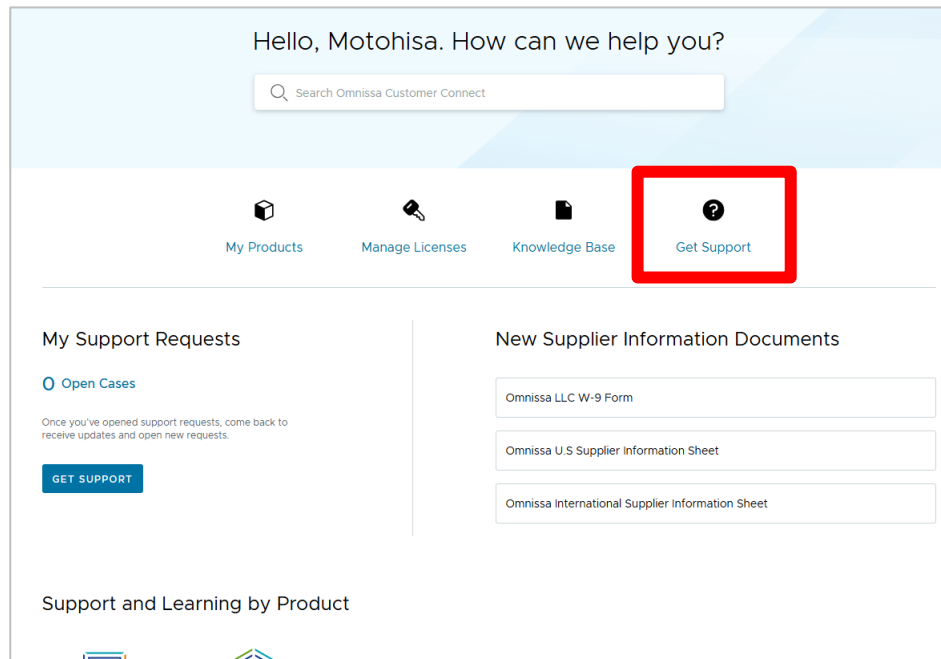 Hello, Motohisa. How can we help you?
Search Omnissa Customer Connect
My Products
Manage Licenses
Knowledge Base
Get Support
My Support Requests
0 Open Cases
Once you've opened support requests, come back to
receive updates and open new requests.
GET SUPPORT
New Supplier Information Documents
Omnissa LLC W-9 Form
Omnissa U.S Supplier Information Sheet
Omnissa International Supplier Information Sheet
Support and Learning by Product